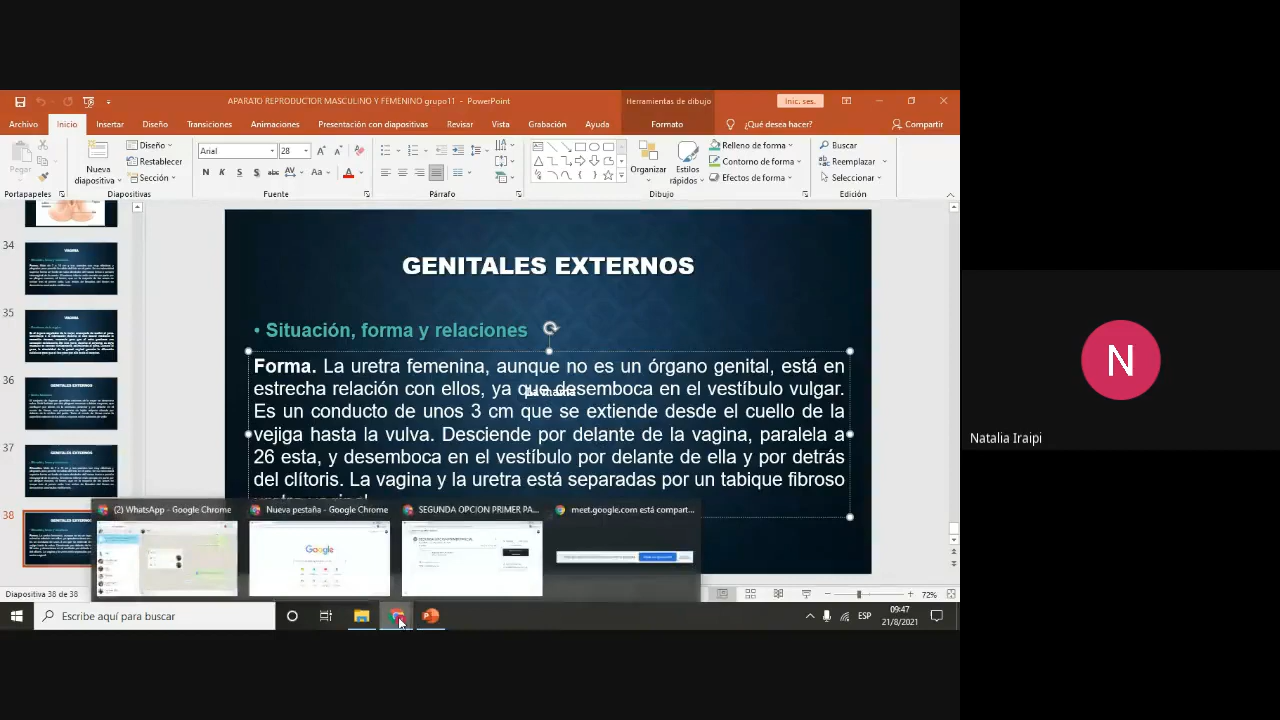 APARATO REPRODUCTOR MASCULINO Y FEMENINO grupo11 - PowerPoint
Herramientas de dibujo
Inic. ses.
Archivo
Inicio
Insertar
Diseño
Transiciones
Animaciones
Presentación con diapositivas
Revisar
Vista
Grabación
Ayuda
Formato
¿Qué desea hacer?
Compartir
Pegar
Nueva
diapositiva
Diseño
Restablecer
Sección
Arial
28
Organizar
Estilos
rápidos
Relleno de forma
Contorno de forma
Efectos de forma
Buscar
Reemplazar
Seleccionar
Portapapeles
Diapositivas
Fuente
Párrafo
Dibujo
Edición
34
35
36
37
38
GENITALES EXTERNOS
• Situación, forma y relaciones
Forma. La uretra femenina, aunque no es un órgano genital, está en
estrecha relación con ellos, ya que desemboca en el vestíbulo vulgar.
Es un conducto de unos 3 cm que se extiende desde el cuello de la
vejiga hasta la vulva. Desciende por delante de la vagina, paralela a
26 esta, y desemboca en el vestíbulo por delante de ella y por detrás
del clítoris. La vagina y la uretra está separadas por un tabique fibroso
(2) WhatsApp - Google Chrome
Nueva pestaña - Google Chrome
SEGUNDA OPCION PRIMER PA...
meet.google.com está compart...
Google
Diapositiva 38 de 38
72%
Escribe aquí para buscar
ESP
09:47
21/8/2021
N
Natalia Iraipi